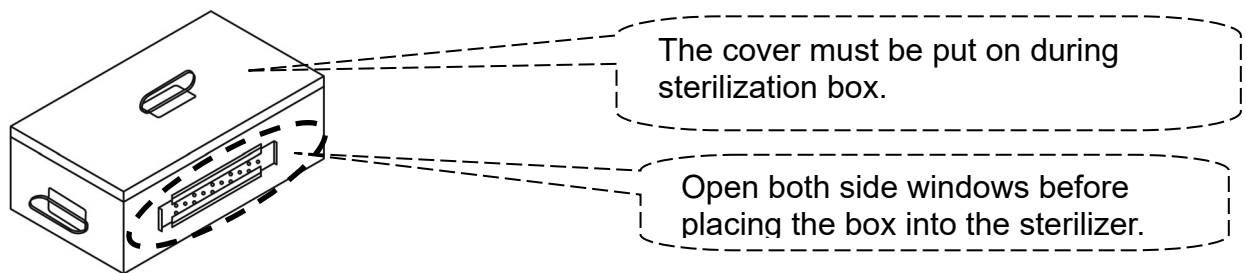 The cover must be put on during
sterilization box.
Open both side windows before
placing the box into the sterilizer.